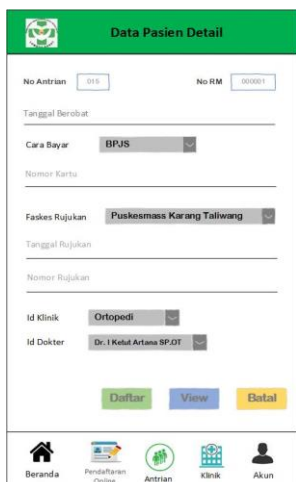 Data Pasien Detail
No Antrian 015 No RM 000001
Tanggal Berobat
Cara Bayar BPJS
Nomor Kartu
Faskes Rujukan Puskesmass Karang Taliwang
Tanggal Rujukan
Nomor Rujukan
Id Klinik Ortopedi
Id Dokter Dr. I Ketut Artana SP.OT
Daftar View Batal
Beranda Pendaftaran Online Antrian Klinik Akun